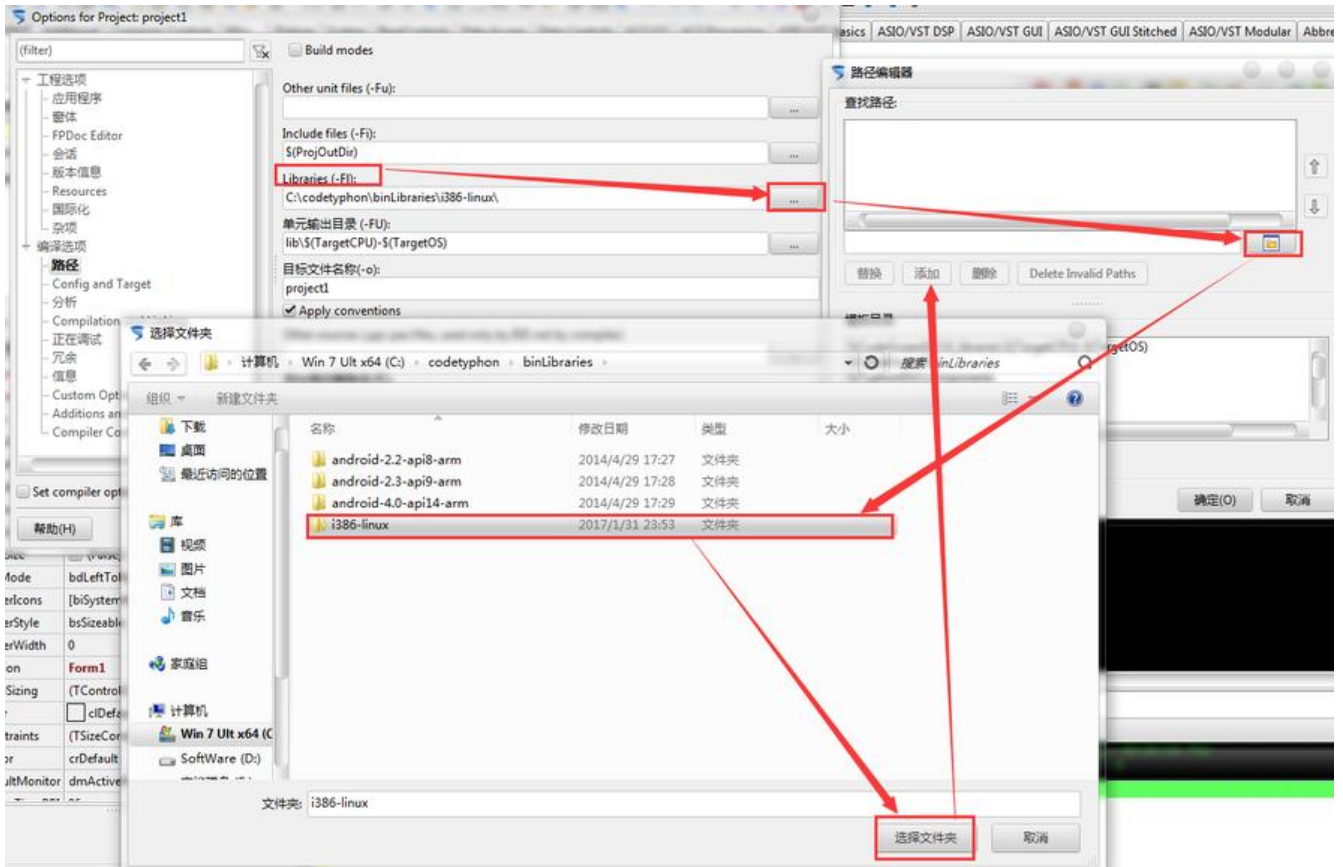 Options for Project: project1
(filter)
Build modes
工程选项
应用程序
窗体
FPDoc Editor
会话
版本信息
Resources
国际化
杂项
编译选项
路径
Config and Target
分析
Compilation
正在调试
冗余
信息
Custom Opt
Additions an
Compiler Co
Set compiler opt
帮助(H)
Other unit files (-Fu):
...
Include files (-Fi):
$(ProjOutDir)
...
Libraries (-Fl):
C:\codetyphon\binLibraries\i386-linux\
...
单元输出目录 (-FU):
lib\$(TargetCPU)-$(TargetOS)
...
目标文件名称(-o):
project1
Apply conventions
asics
ASIO/VST DSP
ASIO/VST GUI
ASIO/VST GUI Stitched
ASIO/VST Modular
Abbre
路径编辑器
查找路径:
替换
添加
删除
Delete Invalid Paths
rgetOS)
确定(O)
取消
选择文件夹
计算机
Win 7 Ult x64 (C:)
codetyphon
binLibraries
搜索 binLibraries
组织
新建文件夹
下载
桌面
最近访问的位置
库
视频
图片
文档
音乐
家庭组
计算机
Win 7 Ult x64 (C
SoftWare (D:)
名称
修改日期
类型
大小
android-2.2-api8-arm
2014/4/29 17:27
文件夹
android-2.3-api9-arm
2014/4/29 17:28
文件夹
android-4.0-api14-arm
2014/4/29 17:29
文件夹
i386-linux
2017/1/31 23:53
文件夹
文件夹:
i386-linux
选择文件夹
取消
Mode
bdLeftTo
erIcons
[biSystem
erStyle
bsSizeable
erWidth
0
on
Form1
Sizing
(TControl
clDefa
traints
(TSizeCor
or
crDefault
ultMonitor
dmActive